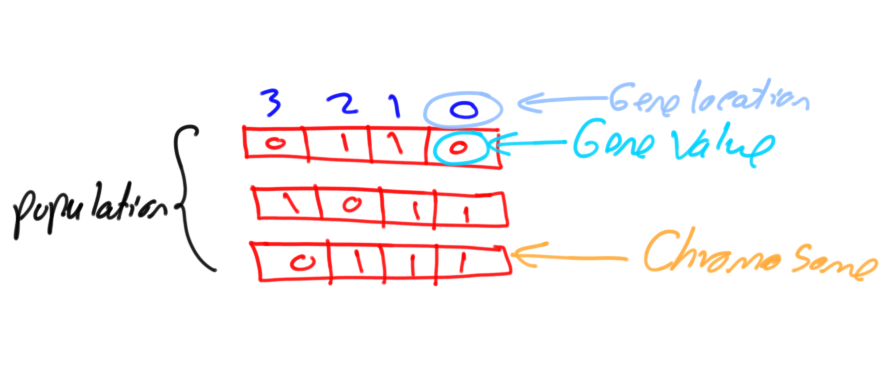 3 2 1 0 Gene location
0 1 1 0 Gene Value
population
1 0 1 1
0 1 1 1 Chromosome